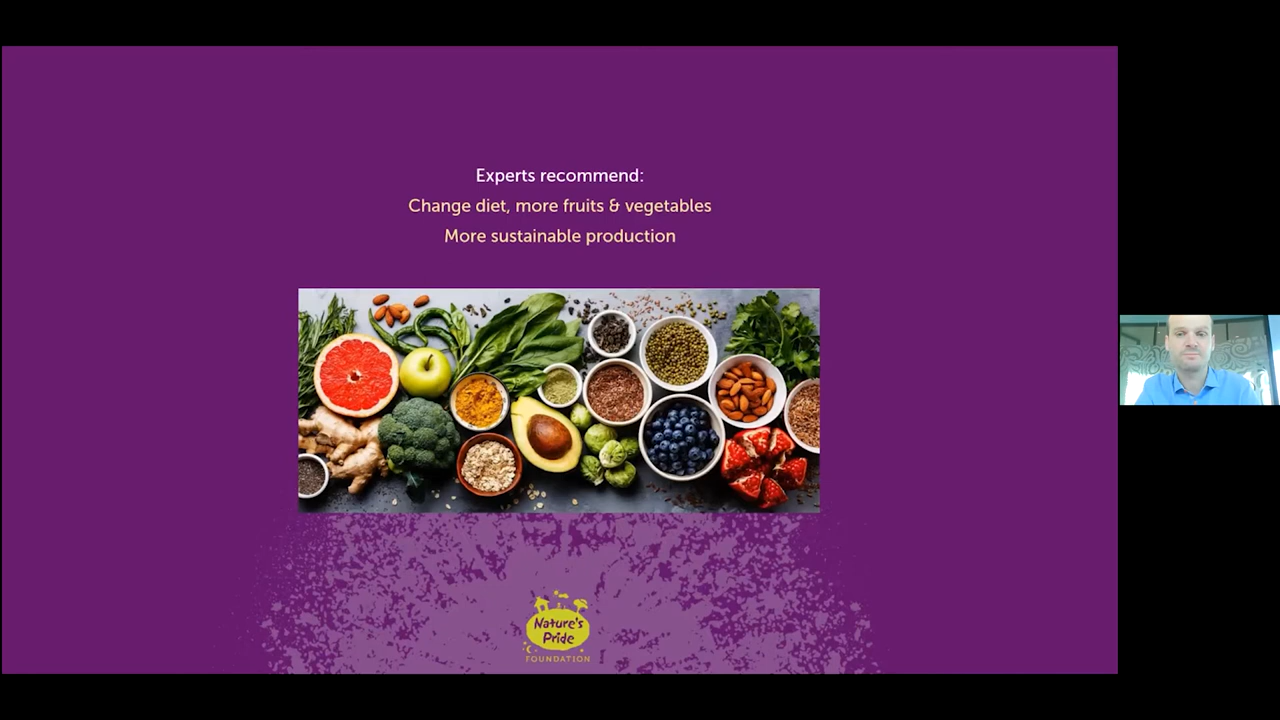 Experts recommend:
Change diet, more fruits & vegetables
More sustainable production
Nature's
Pride
FOUNDATION